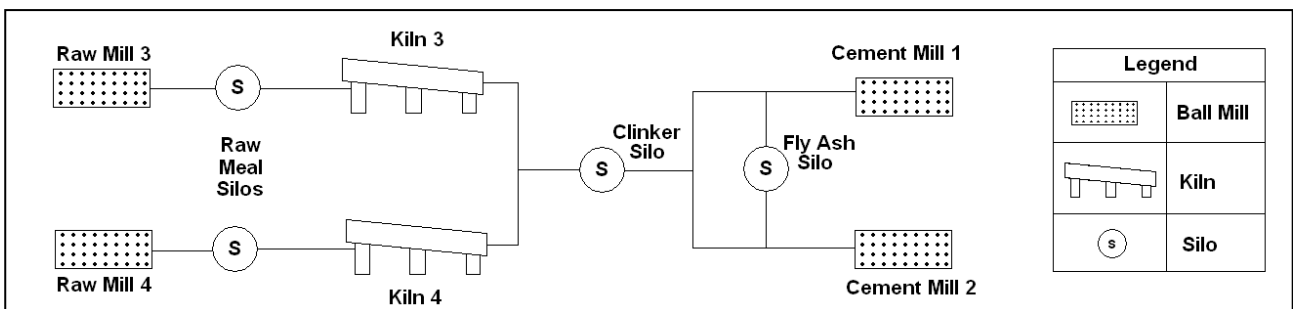 Raw Mill 3
Kiln 3
Cement Mill 1
S
Raw
Meal
Silos
S
Raw Mill 4
Kiln 4
Clinker
Silo
S
Fly Ash
Silo
S
Cement Mill 2
Legend
Ball Mill
Kiln
S
Silo